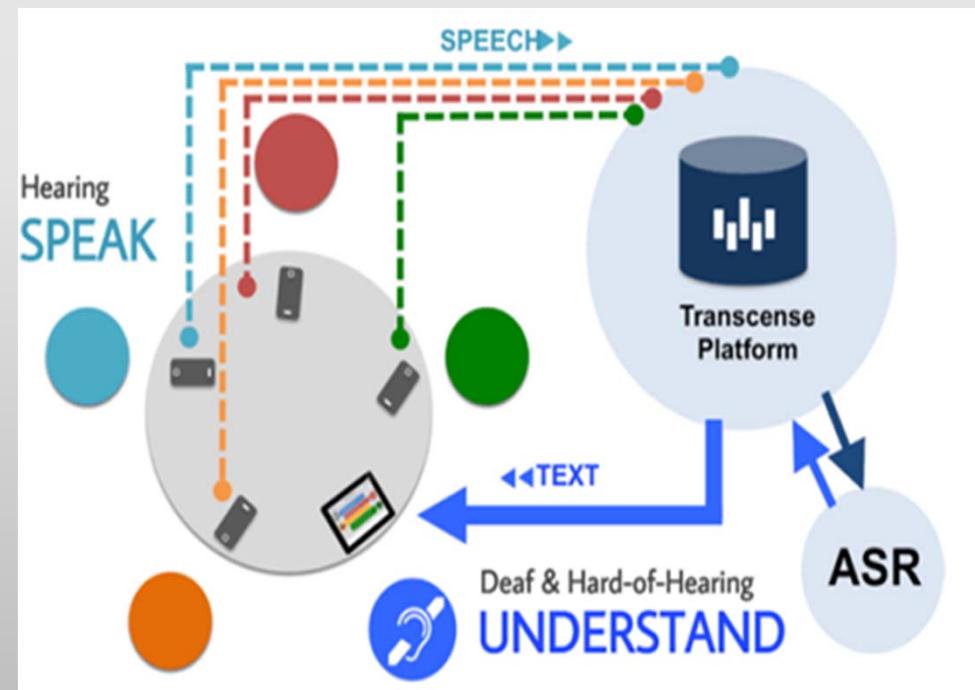 SPEECH
Hearing
SPEAK
Transcense
Platform
TEXT
ASR
Deaf & Hard-of-Hearing
UNDERSTAND